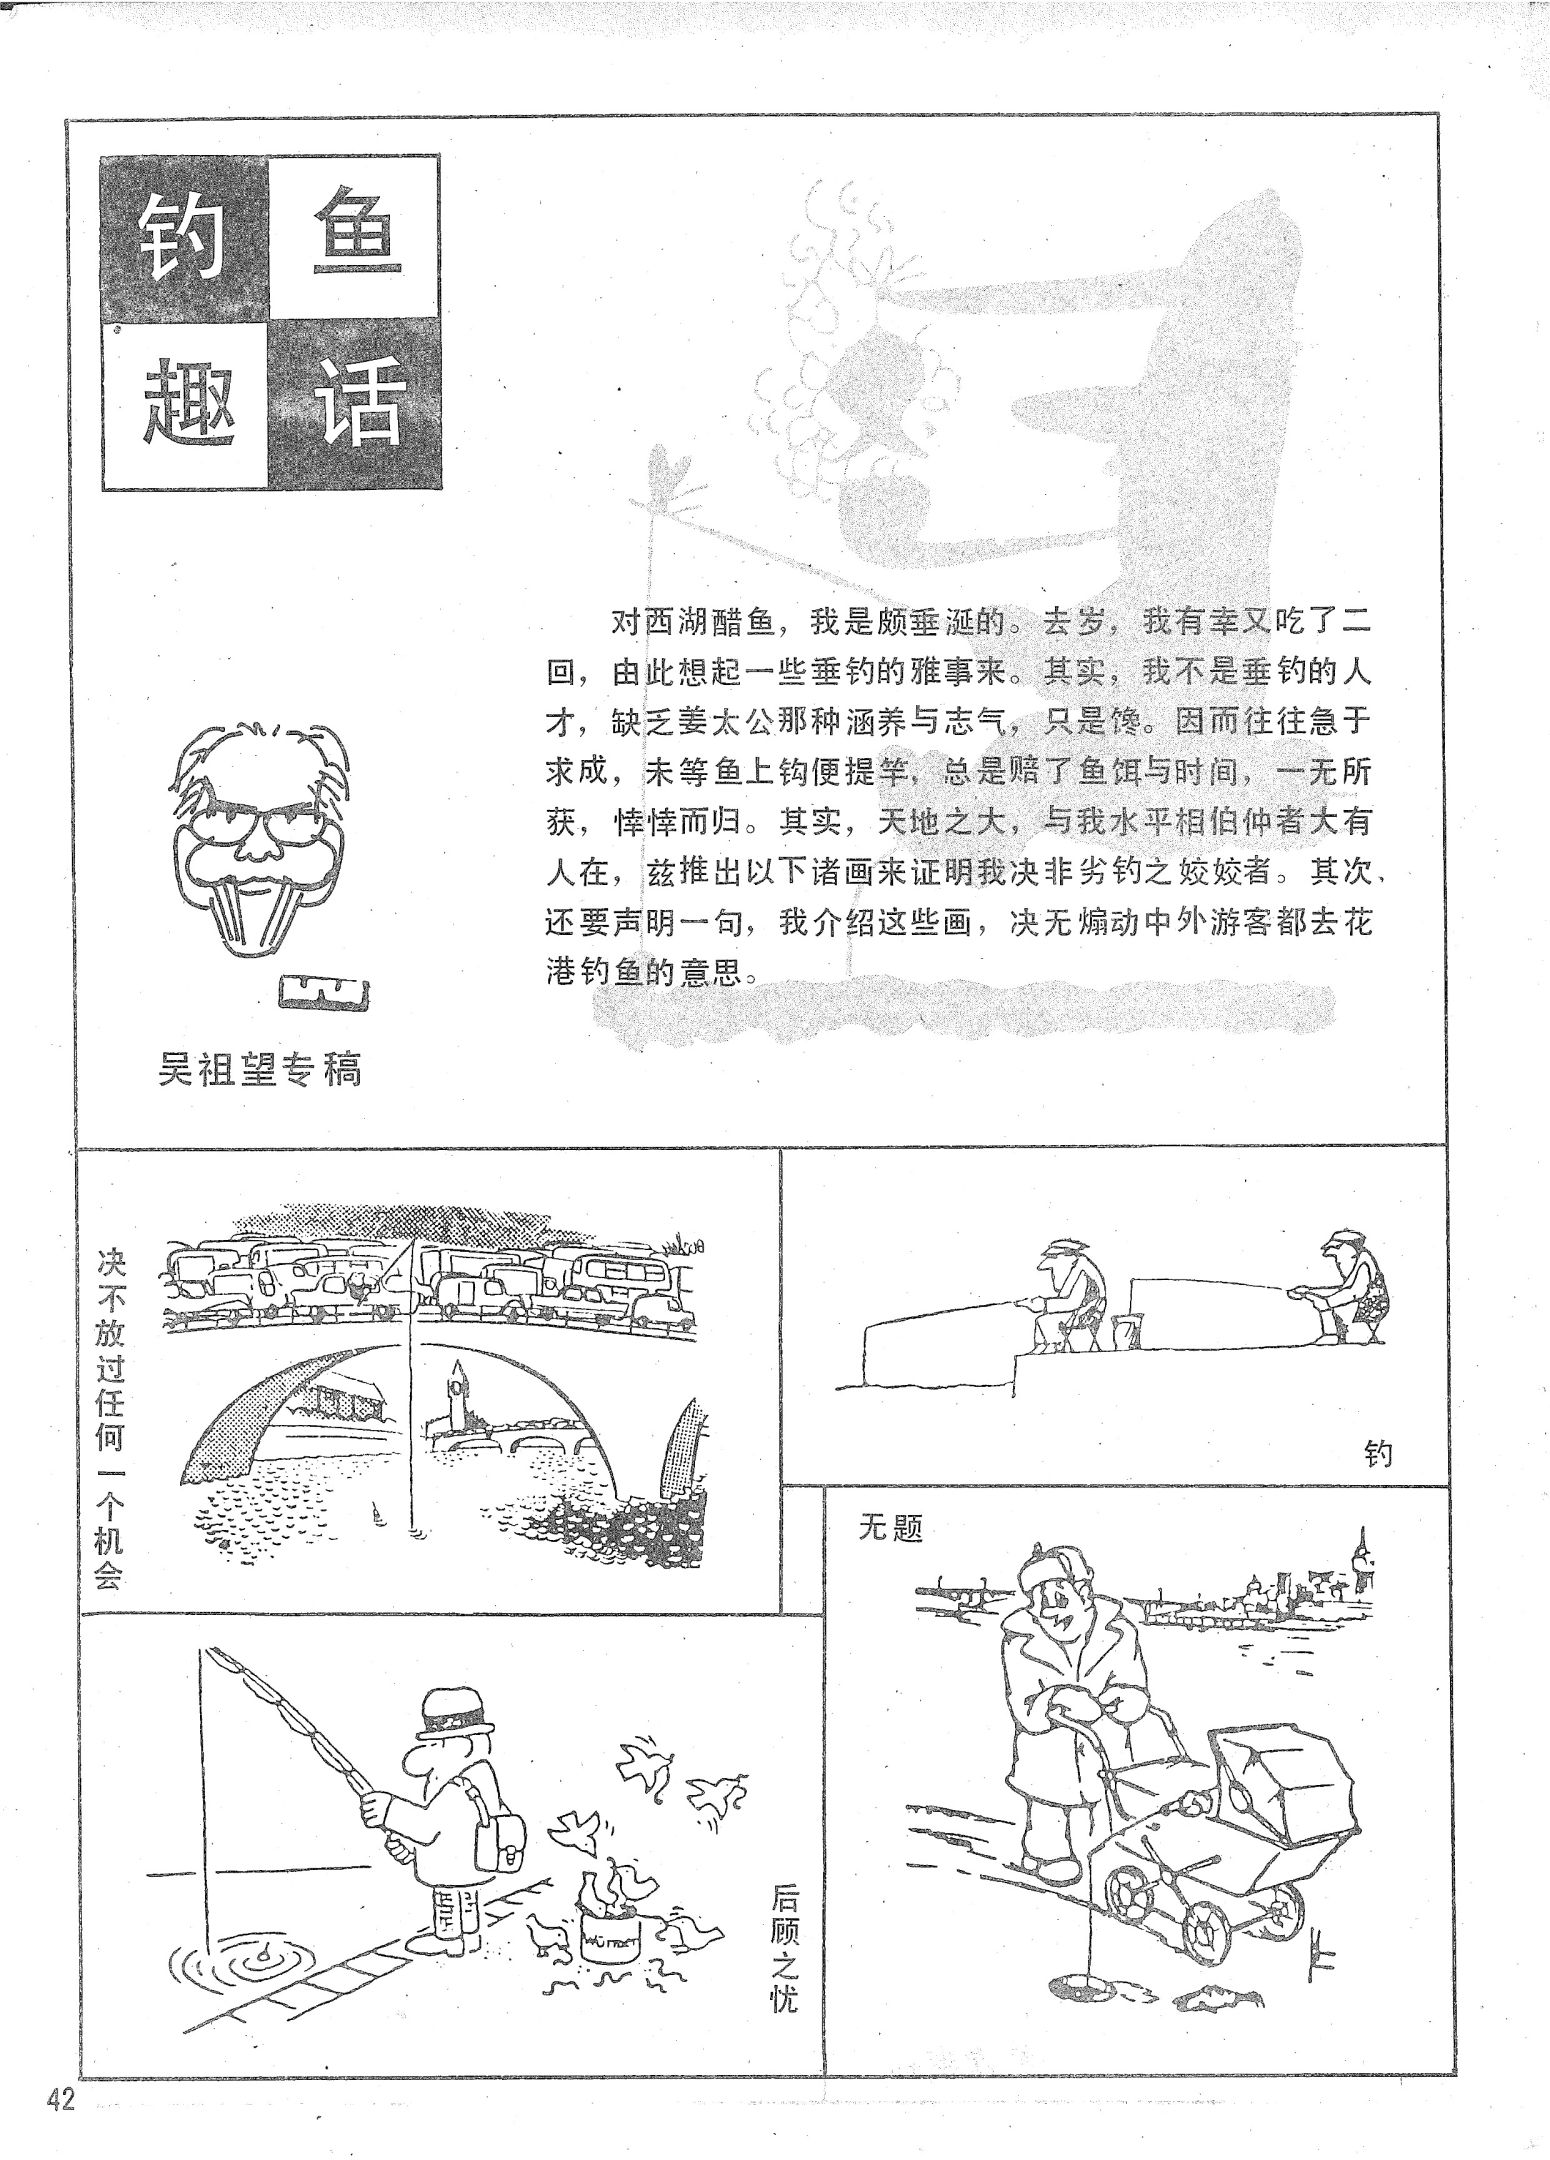 钓鱼
趣话
对西湖醋鱼，我是颇垂涎的。去岁，我有幸又吃了二
回，由此想起一些垂钓的雅事来。其实，我不是垂钓的人
才，缺乏姜太公那种涵养与志气，只是馋。因而往往急于
求成，未等鱼上钩便提竿，总是赔了鱼饵与时间，一无所
获，悻悻而归。其实，天地之大，与我水平相伯仲者大有
人在，兹推出以下诸画来证明我决非劣钓之姣姣者。其次、
还要声明一句，我介绍这些画，决无煽动中外游客都去花
港钓鱼的意思。
吴祖望专稿
决不放过任何一个机会
钓
无题
后顾之忧
42